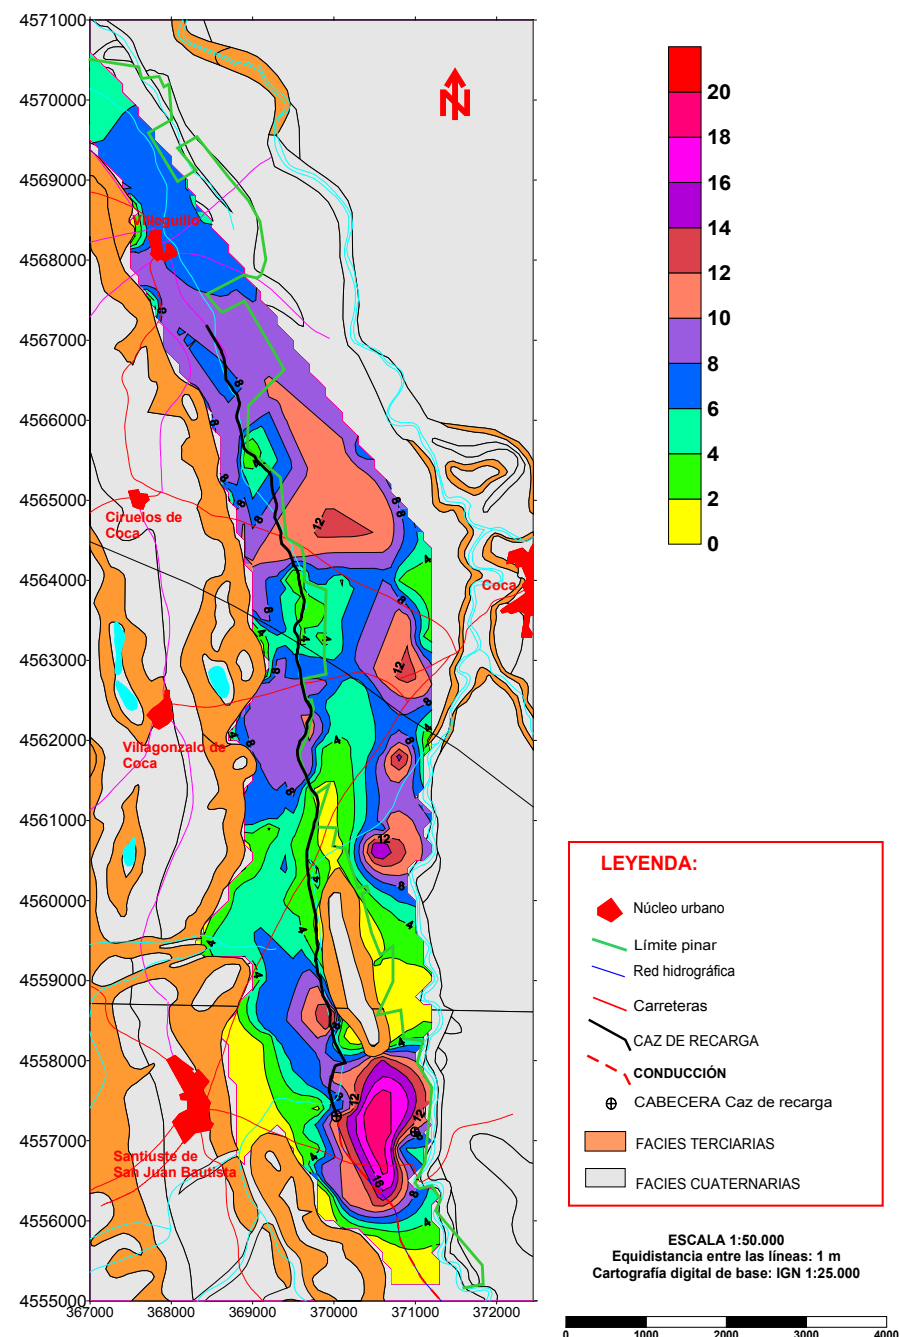 4571000
4570000
4569000
4568000
4567000
4566000
4565000
4564000
4563000
4562000
4561000
4560000
4559000
4558000
4557000
4556000
4555000
367000
368000
369000
370000
371000
372000
N
Villeguillo
Ciruelos de
Coca
Coca
Villagonzalo de
Coca
Santiuste de
San Juan Bautista
20
18
16
14
12
10
8
6
4
2
0
LEYENDA:
Núcleo urbano
Límite pinar
Red hidrográfica
Carreteras
CAZ DE RECARGA
CONDUCCIÓN
CABECERA Caz de recarga
FACIES TERCIARIAS
FACIES CUATERNARIAS
ESCALA 1:50.000
Equidistancia entre las líneas: 1 m
Cartografía digital de base: IGN 1:25.000
0
1000
2000
3000
4000